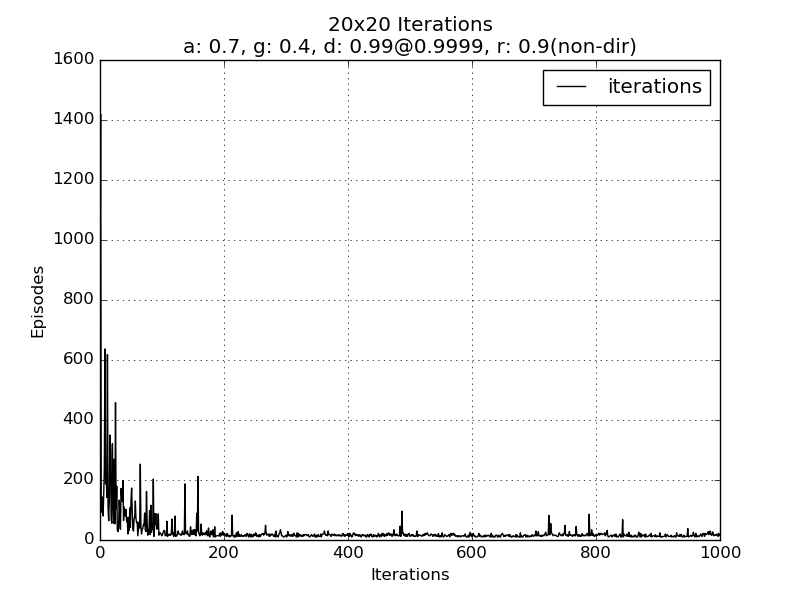 20x20 Iterations
a: 0.7, g: 0.4, d: 0.99@0.9999, r: 0.9(non-dir)
iterations
1600
1400
1200
1000
800
600
400
200
0
Episodes
0 200 400 600 800 1000
Iterations